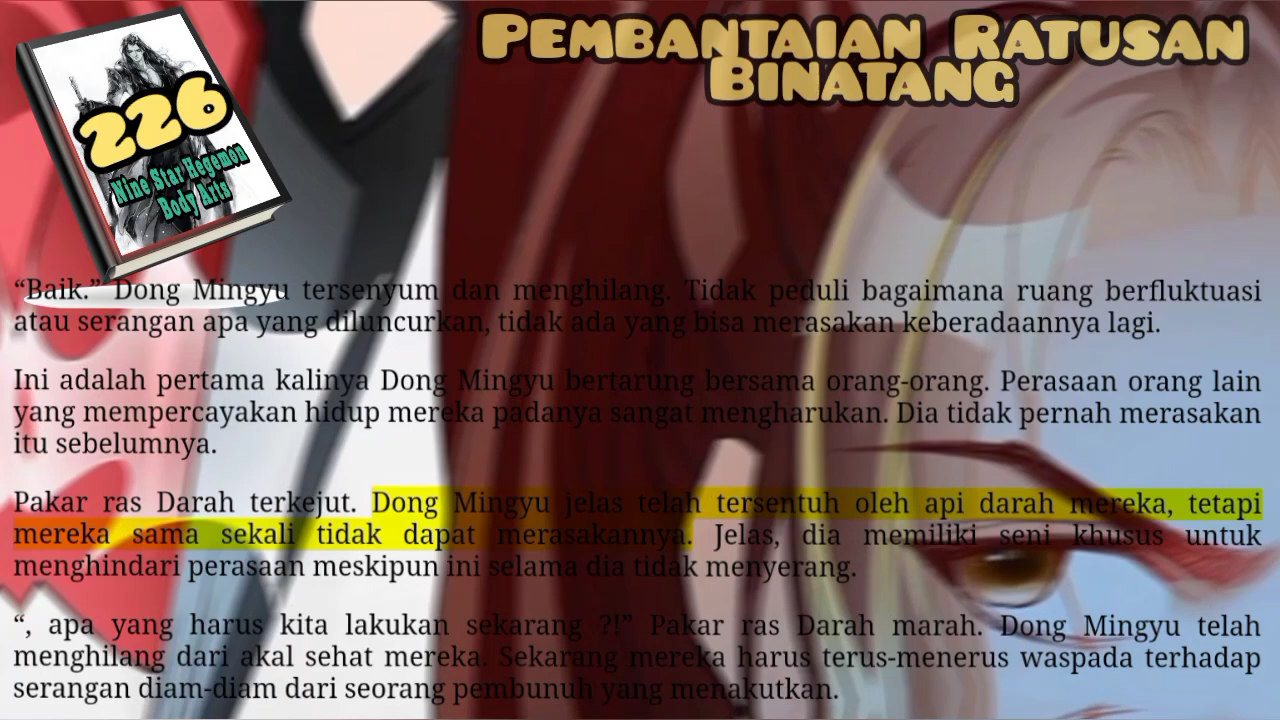 226
Nine Star Hegemon
Body Arts
Pembantaian Ratusan
Binatang
“Baik.” Dong Mingyu tersenyum dan menghilang. Tidak peduli bagaimana ruang berfluktuasi
atau serangan apa yang diluncurkan, tidak ada yang bisa merasakan keberadaannya lagi.
Ini adalah pertama kalinya Dong Mingyu bertarung bersama orang-orang. Perasaan orang lain
yang mempercayakan hidup mereka padanya sangat mengharukan. Dia tidak pernah merasakan
itu sebelumnya.
Pakar ras Darah terkejut. Dong Mingyu jelas telah tersentuh oleh api darah mereka, tetapi
mereka sama sekali tidak dapat merasakannya. Jelas, dia memiliki seni khusus untuk
menghindari perasaan meskipun ini selama dia tidak menyerang.
“, apa yang harus kita lakukan sekarang ?!” Pakar ras Darah marah. Dong Mingyu telah
menghilang dari akal sehat mereka. Sekarang mereka harus terus-menerus waspada terhadap
serangan diam-diam dari seorang pembunuh yang menakutkan.